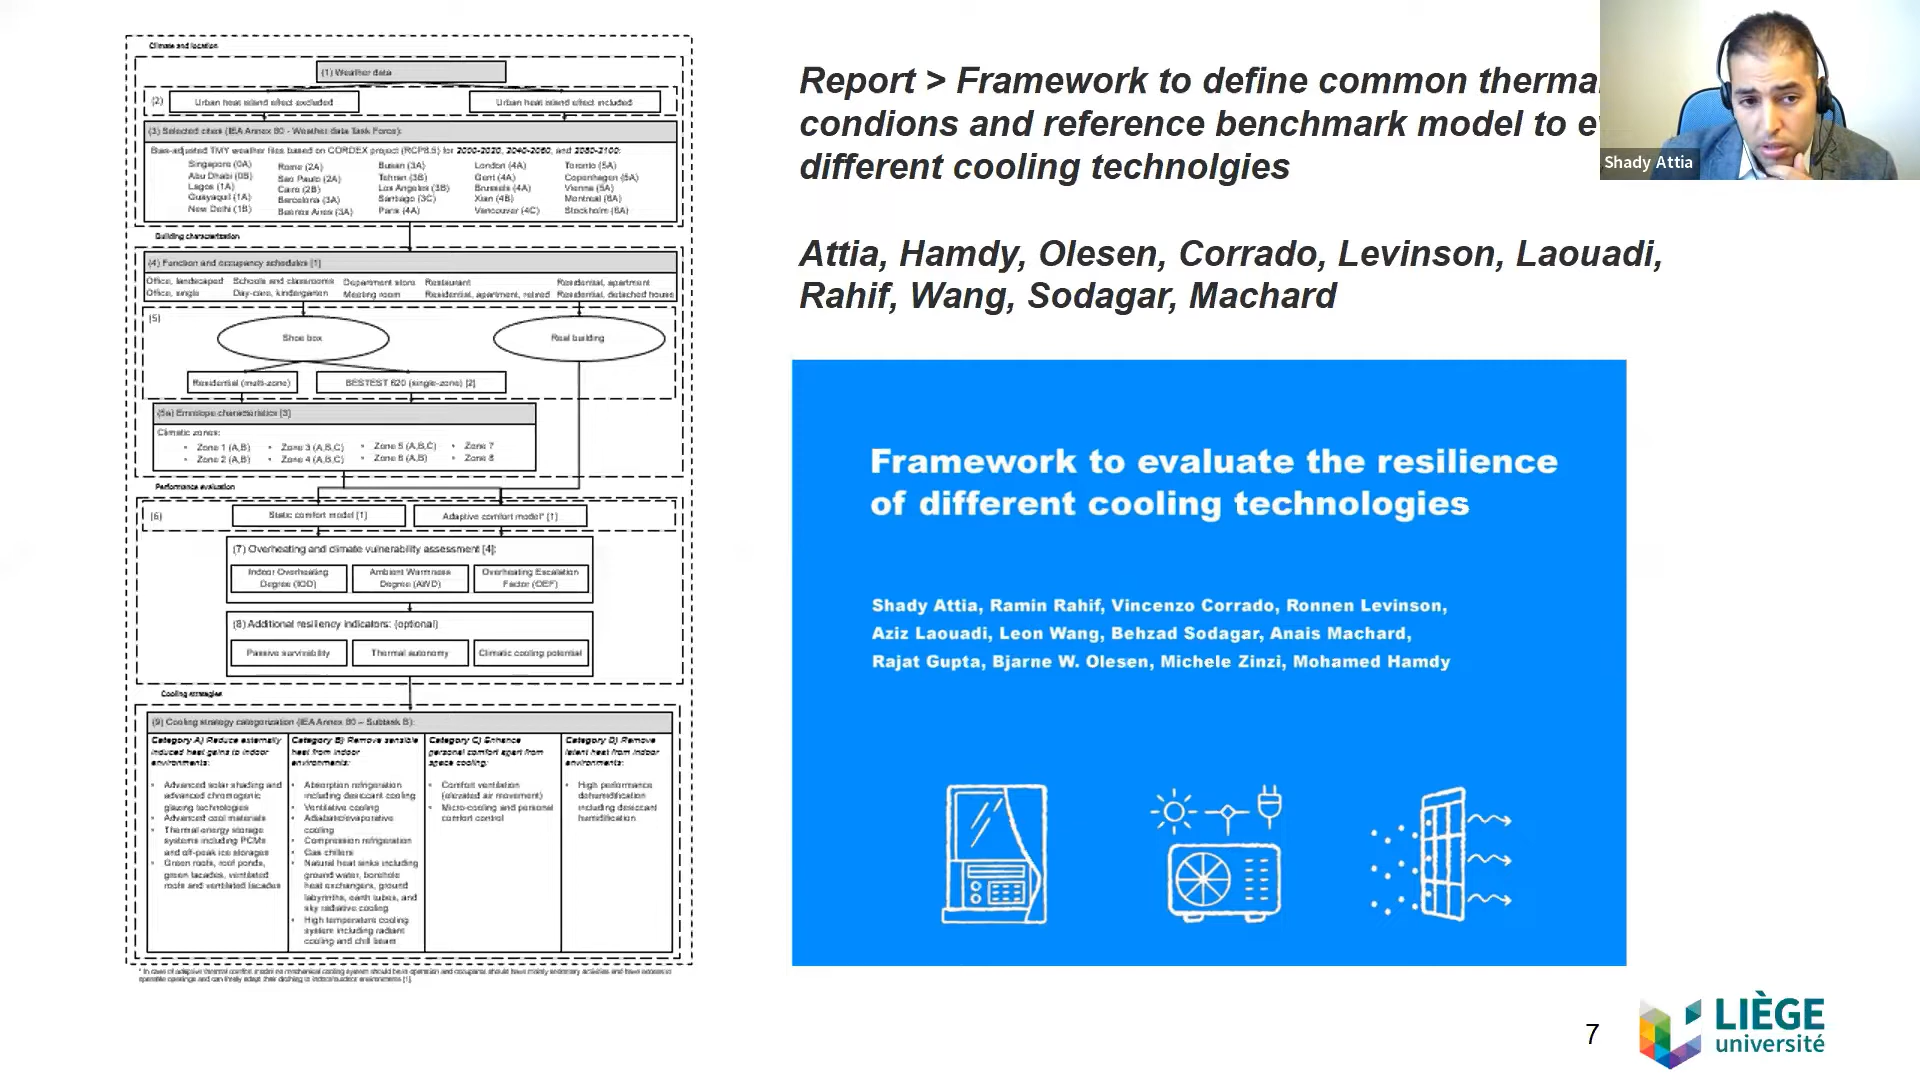 Climate and location
(1) Weather data
(2)
Urban heat island effect excluded
Urban heat island effect included
(3) Selected cities (IEA Annex 80 - Weather data Task Force):
Bias-adjusted TMY weather files based on CORDEX project (RCP8.5) for 2000-2020, 2040-2060, and 2080-2100:
Singapore (0A)
Abu Dhabi (0B)
Lagos (1A)
Guayaquil (1A)
New Delhi (1B)
Rome (2A)
Sao Paulo (2A)
Cairo (2B)
Barcelona (3A)
Buenos Aires (3A)
Busan (3A)
Tehran (3B)
Los Angeles (3B)
Santiago (3C)
Paris (4A)
London (4A)
Gent (4A)
Brussels (4A)
Xian (4B)
Vancouver (4C)
Toronto (5A)
Copenhagen (5A)
Vienna (5A)
Montreal (6A)
Stockholm (6A)
Building characterization
(4) Function and occupancy schedules [1]
Office, landscaped
Office, single
Schools and classrooms
Day-care, kindergarten
Department store
Meeting room
Restaurant
Residential, apartment, retired
Residential, apartment
Residential, detached house
(5)
Shoe box
Real building
Residential (multi-zone)
BESTEST 620 (single-zone) [2]
(5a) Envelope characteristics [3]
Climatic zones:
• Zone 1 (A,B)
• Zone 2 (A,B)
• Zone 3 (A,B,C)
• Zone 4 (A,B,C)
• Zone 5 (A,B,C)
• Zone 6 (A,B)
• Zone 7
• Zone 8
Performance evaluation
(6)
Static comfort model [1]
Adaptive comfort model* [1]
(7) Overheating and climate vulnerability assessment [4]:
Indoor Overheating
Degree (IOD)
Ambient Warmness
Degree (AWD)
Overheating Escalation
Factor (OEF)
(8) Additional resiliency indicators: (optional)
Passive survivability
Thermal autonomy
Climatic cooling potential
Cooling strategies
(9) Cooling strategy categorization (IEA Annex 80 – Subtask B):
Category A) Reduce externally
induced heat gains to indoor
environments:
• Advanced solar shading and
advanced chromogenic
glazing technologies
• Advanced cool materials
• Thermal energy storage
systems including PCMs
and off-peak ice storages
• Green roofs, roof ponds,
green facades, ventilated
roofs and ventilated facades
Category B) Remove sensible
heat from indoor
environments:
• Absorption refrigeration
including desiccant cooling
• Ventilative cooling
• Adiabatic/evaporative
cooling
• Compression refrigeration
• Gas chillers
• Natural heat sinks including
ground water, borehole
heat exchangers, ground
labyrinths, earth tubes, and
sky radiative cooling
• High temperature cooling
system including radiant
cooling and chill beam
Category C) Enhance
personal comfort apart from
space cooling:
• Comfort ventilation
(elevated air movement)
• Micro-cooling and personal
comfort control
Category D) Remove
latent heat from indoor
environments:
• High performance
dehumidification
including desiccant
humidification
* In case of adaptive thermal comfort model no mechanical cooling system should be in operation and occupants should have mainly sedentary activities and have access to
operable openings and can freely adapt their clothing to indoor/outdoor environments [1].
Report > Framework to define common therma
condions and reference benchmark model to e
different cooling technolgies
Attia, Hamdy, Olesen, Corrado, Levinson, Laouadi,
Rahif, Wang, Sodagar, Machard
Framework to evaluate the resilience
of different cooling technologies
Shady Attia, Ramin Rahif, Vincenzo Corrado, Ronnen Levinson,
Aziz Laouadi, Leon Wang, Behzad Sodagar, Anais Machard,
Rajat Gupta, Bjarne W. Olesen, Michele Zinzi, Mohamed Hamdy
Shady Attia
7
LIÈGE
université